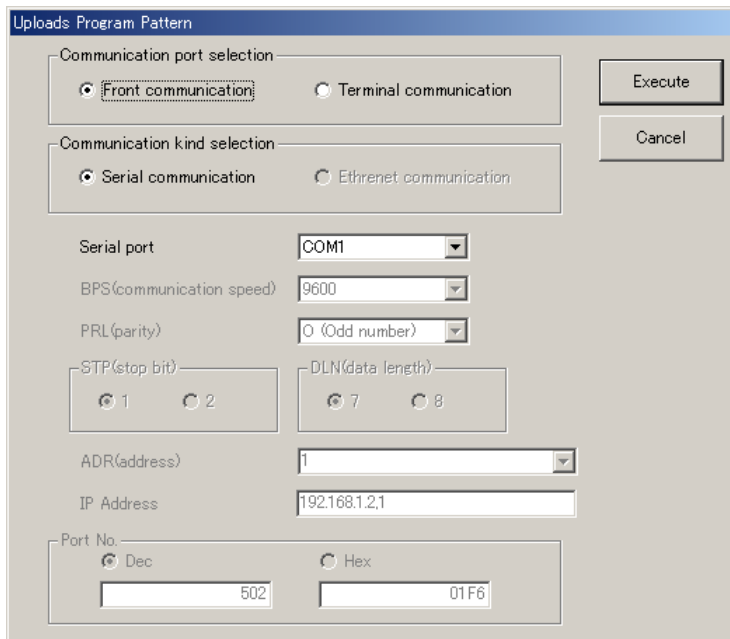 Uploads Program Pattern
Communication port selection
Front communication Terminal communication
Execute
Communication kind selection
Cancel
Serial communication Ethrenet communication
Serial port COM1
BPS(communication speed) 9600
PRL(parity) O (Odd number)
STP(stop bit) DLN(data length)
1 2 7 8
ADR(address) 1
IP Address 192.168.1.2,1
Port No.
Dec Hex
502 01F6